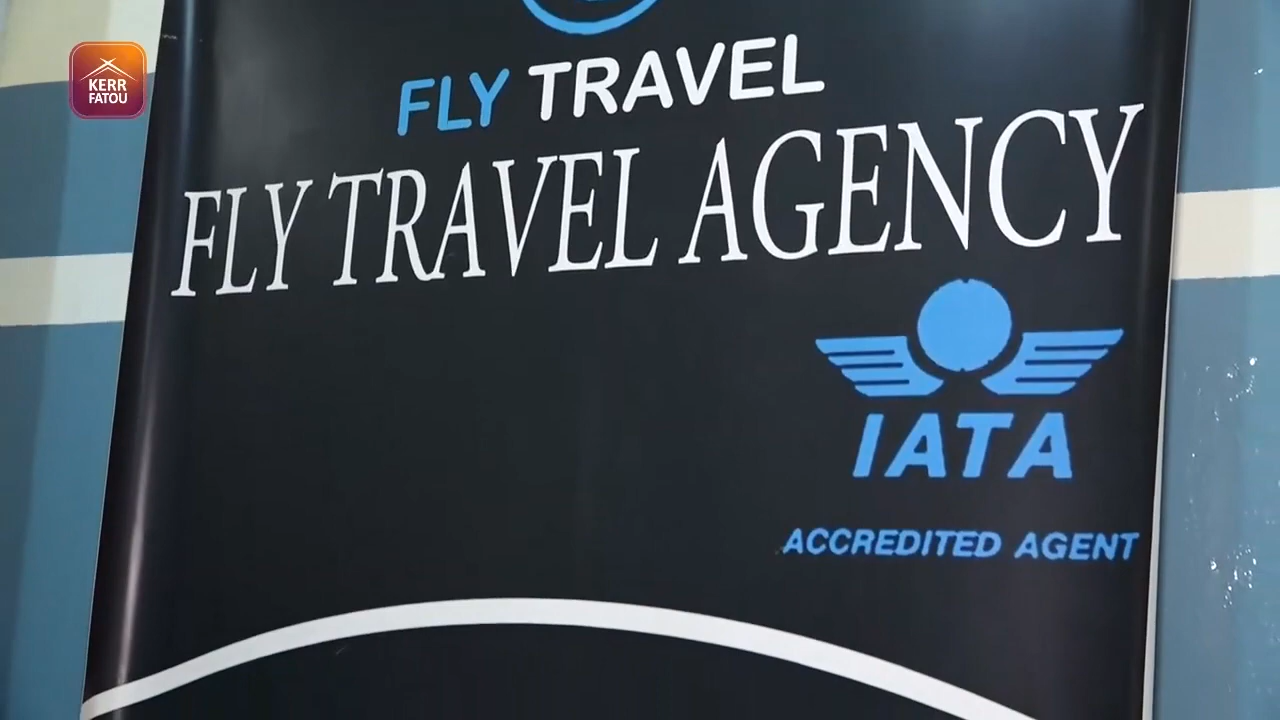 KERR
FATOU
FLY TRAVEL
FLY TRAVEL AGENCY
IATA
ACCREDITED AGENT